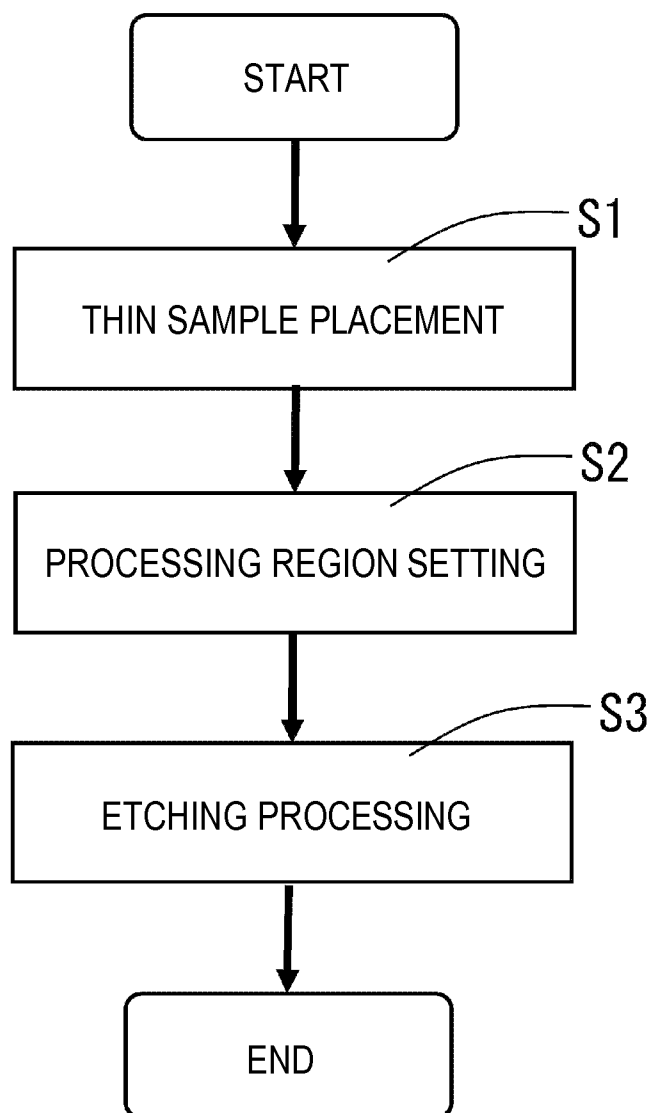 START
S1
THIN SAMPLE PLACEMENT
S2
PROCESSING REGION SETTING
S3
ETCHING PROCESSING
END